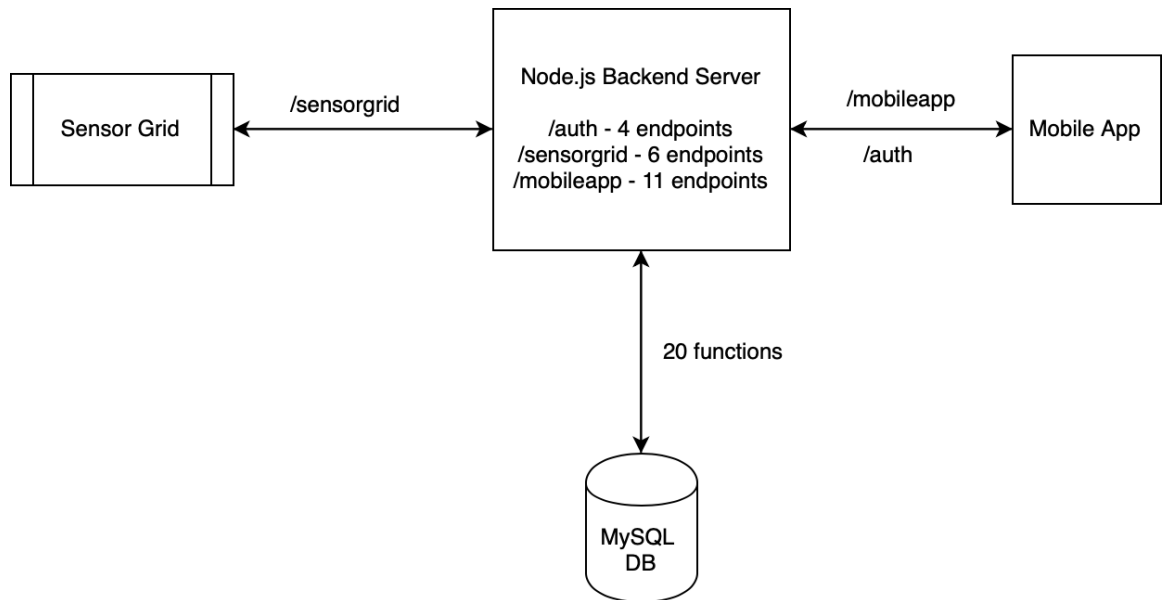 Node.js Backend Server
/auth - 4 endpoints
/sensorgrid - 6 endpoints
/mobileapp - 11 endpoints
Sensor Grid
/sensorgrid
/mobileapp
/auth
Mobile App
20 functions
MySQL
DB